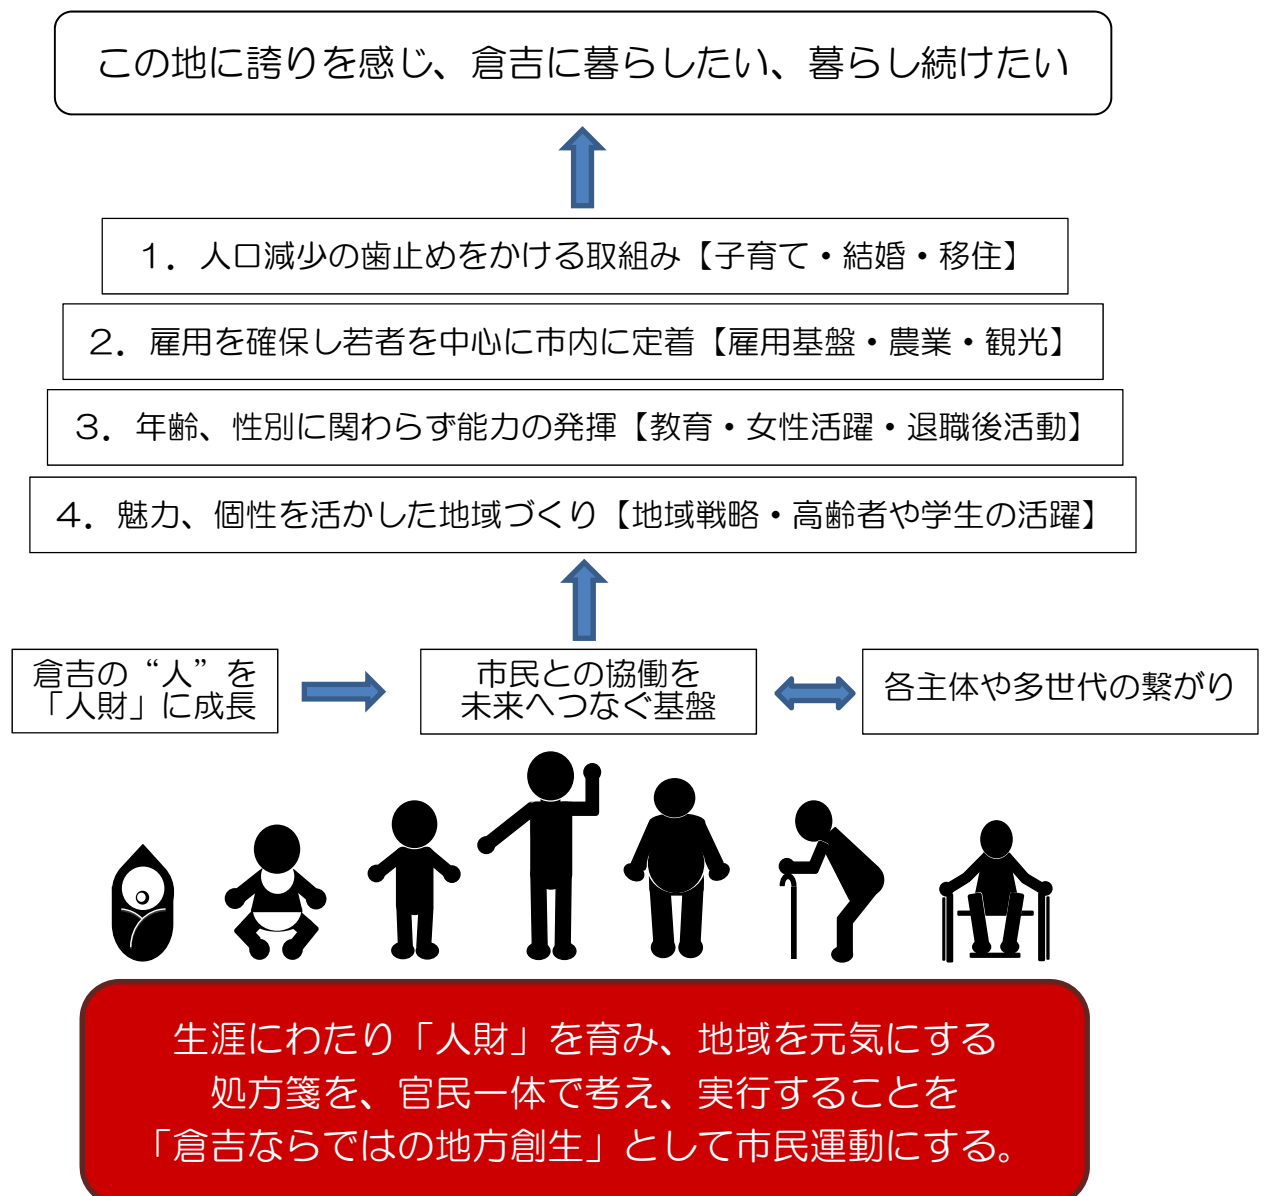 この地に誇りを感じ、倉吉に暮らしたい、暮らし続けたい
１．人口減少の歯止めをかける取組み【子育て・結婚・移住】
２．雇用を確保し若者を中心に市内に定着【雇用基盤・農業・観光】
３．年齢、性別に関わらず能力の発揮【教育・女性活躍・退職後活動】
４．魅力、個性を活かした地域づくり【地域戦略・高齢者や学生の活躍】
倉吉の“人”を
「人財」に成長
市民との協働を
未来へつなぐ基盤
各主体や多世代の繋がり
生涯にわたり「人財」を育み、地域を元気にする
処方箋を、官民一体で考え、実行することを
「倉吉ならではの地方創生」として市民運動にする。